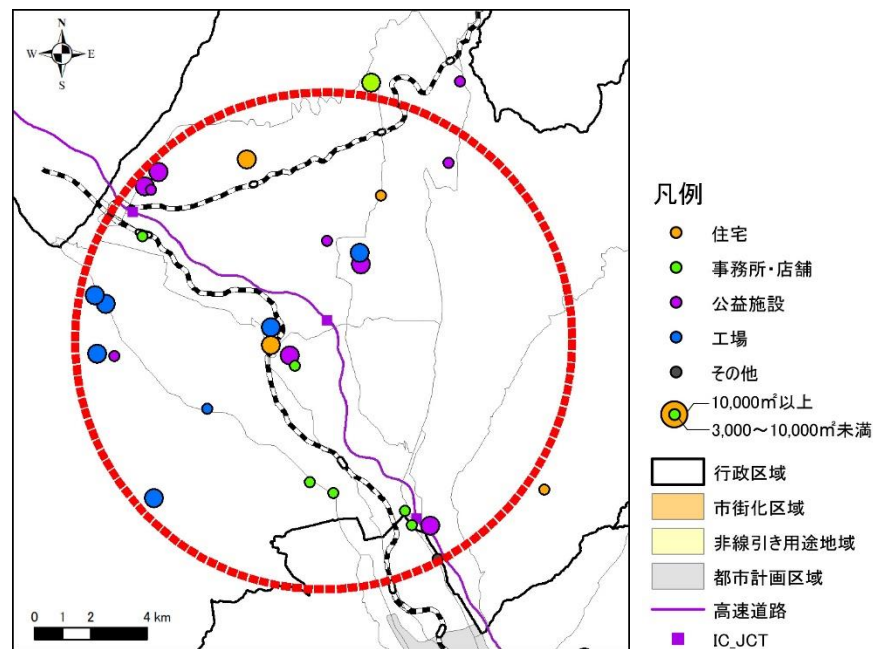 N
W
E
S
0 1 2 4 km
凡例
住宅
事務所・店舗
公益施設
工場
その他
10,000㎡以上
3,000～10,000㎡未満
行政区域
市街化区域
非線引き用途地域
都市計画区域
高速道路
IC_JCT